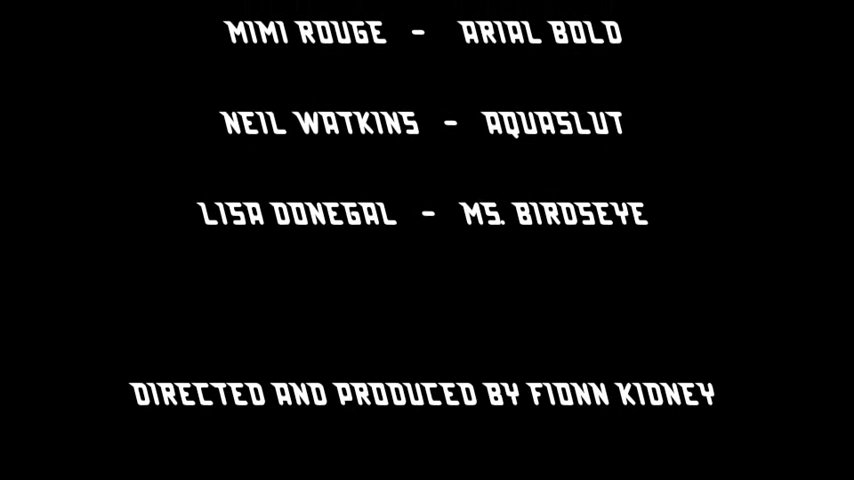 MIMI ROUGE - ARIAL BOLD
NEIL WATKINS - AQUASLUT
LISA DONEGAL - MS. BIRDSEYE
DIRECTED AND PRODUCED BY FIONN KIDNEY